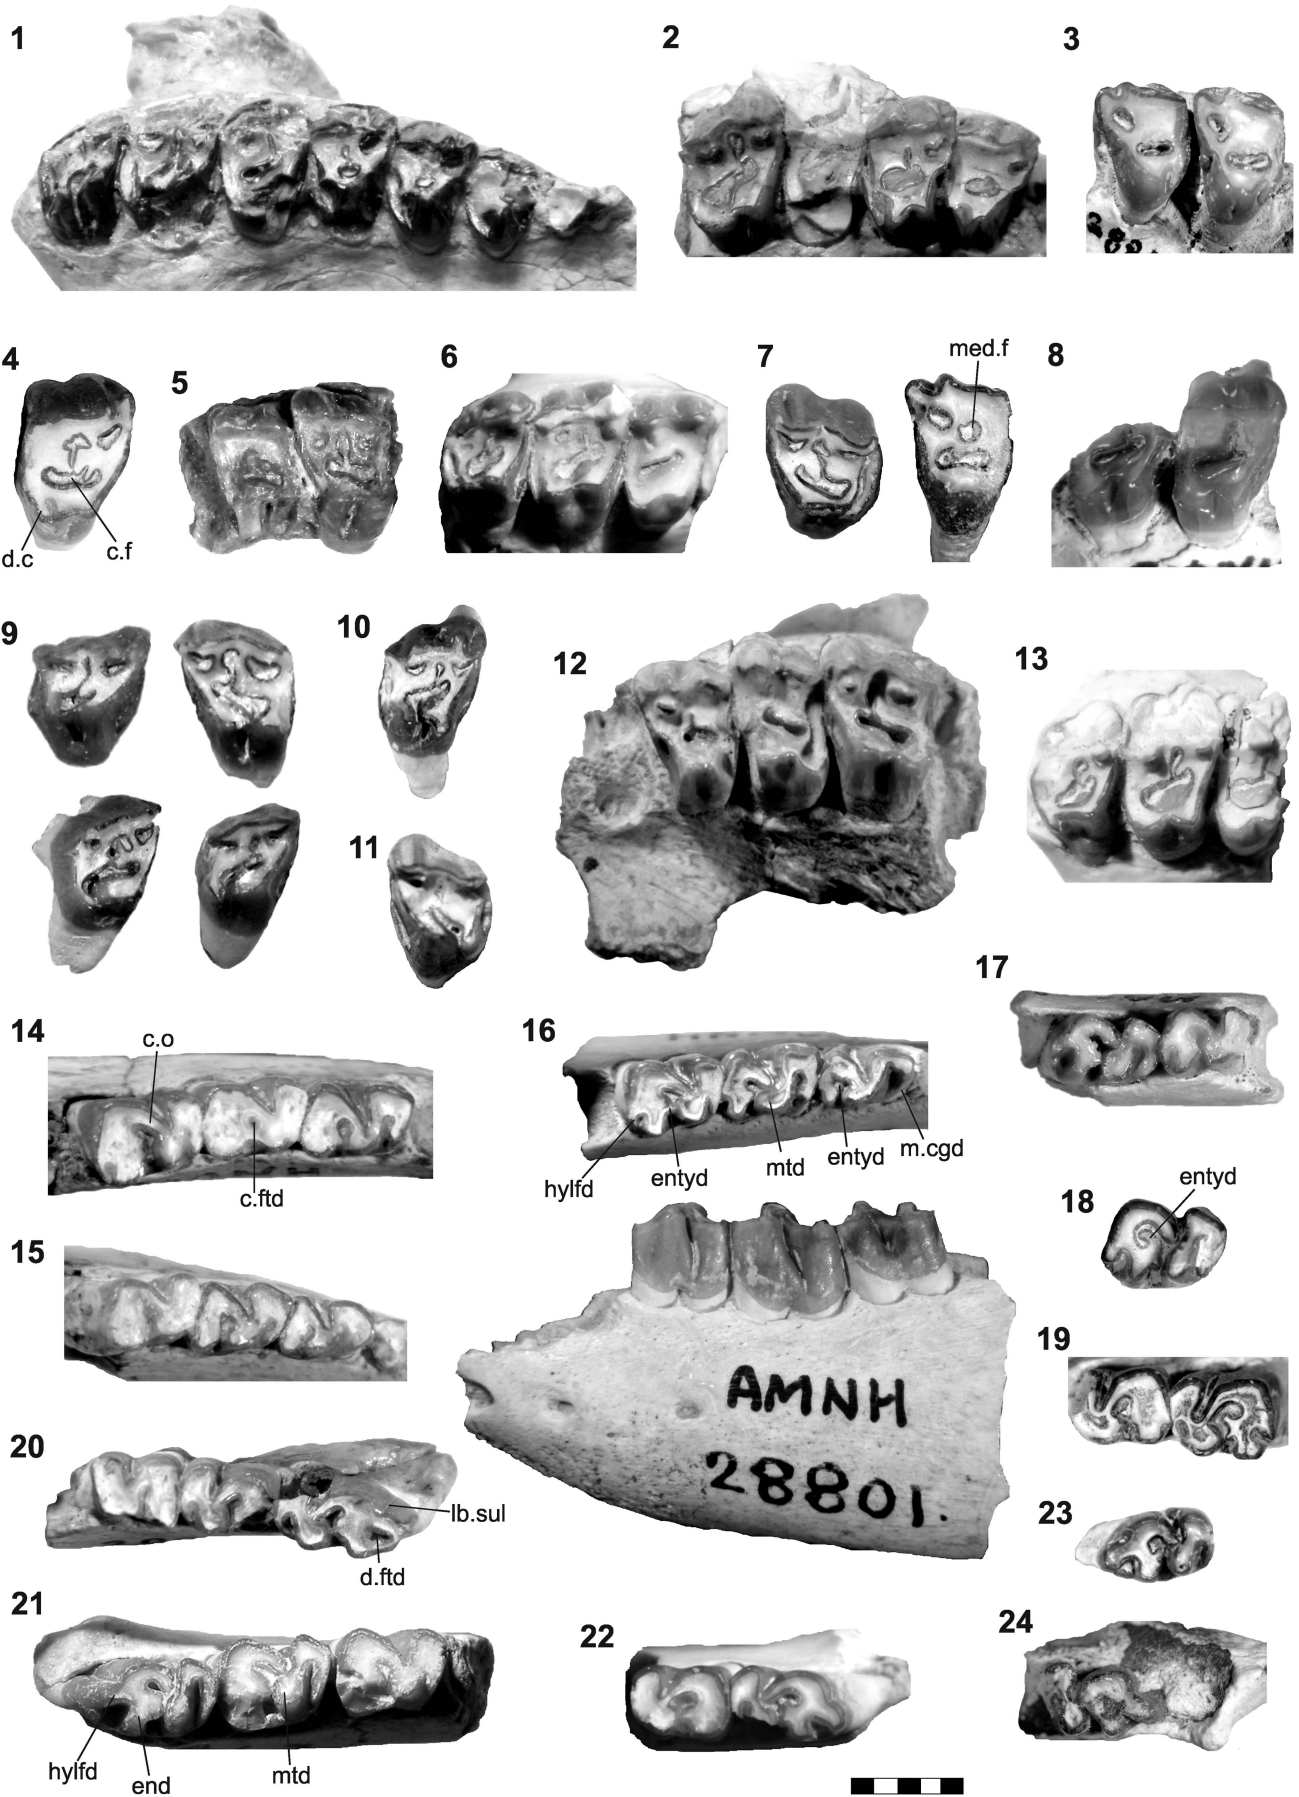 1
2
3
4
5
6
7
med.f
8
d.c
c.f
9
10
11
12
13
14
c.o
c.ftd
15
16
hylfd
entyd
mtd
entyd
m.cgd
17
18
entyd
AMNH
28801.
19
20
lb.sul
d.ftd
21
hylfd
end
mtd
22
23
24